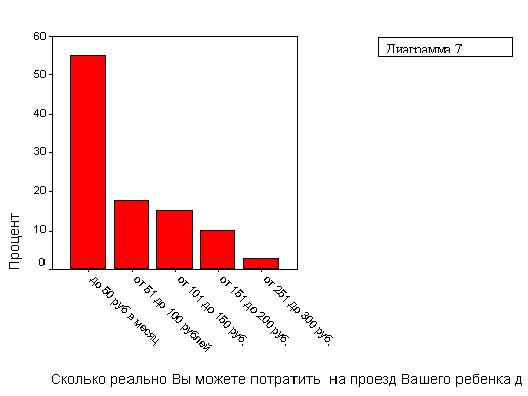 Диаграмма 7
60
50
40
30
20
10
0
Процент
до 50 руб в месяц
от 51 до 100 рублей
от 101 до 150 руб.
от 151 до 200 руб.
от 251 до 300 руб.
Сколько реально Вы можете потратить на проезд Вашего ребенка д